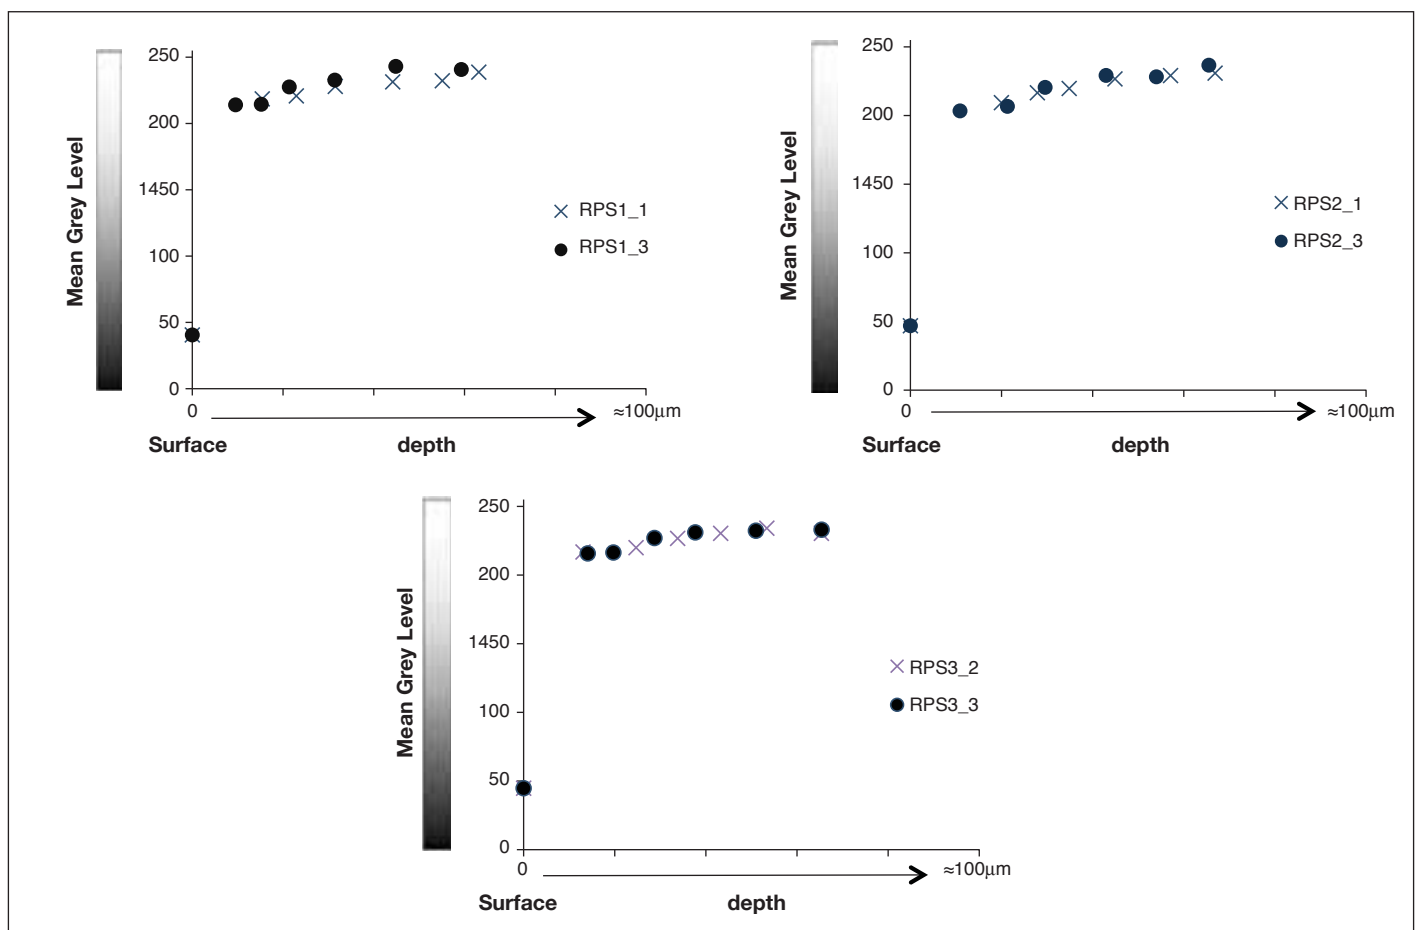 Mean Grey Level
250
200
1450
100
50
0
0
≈100µm
Surface
depth
RPS1_1
RPS1_3
Mean Grey Level
250
200
1450
100
50
0
0
≈100µm
Surface
depth
RPS2_1
RPS2_3
Mean Grey Level
250
200
1450
100
50
0
0
≈100µm
Surface
depth
RPS3_2
RPS3_3